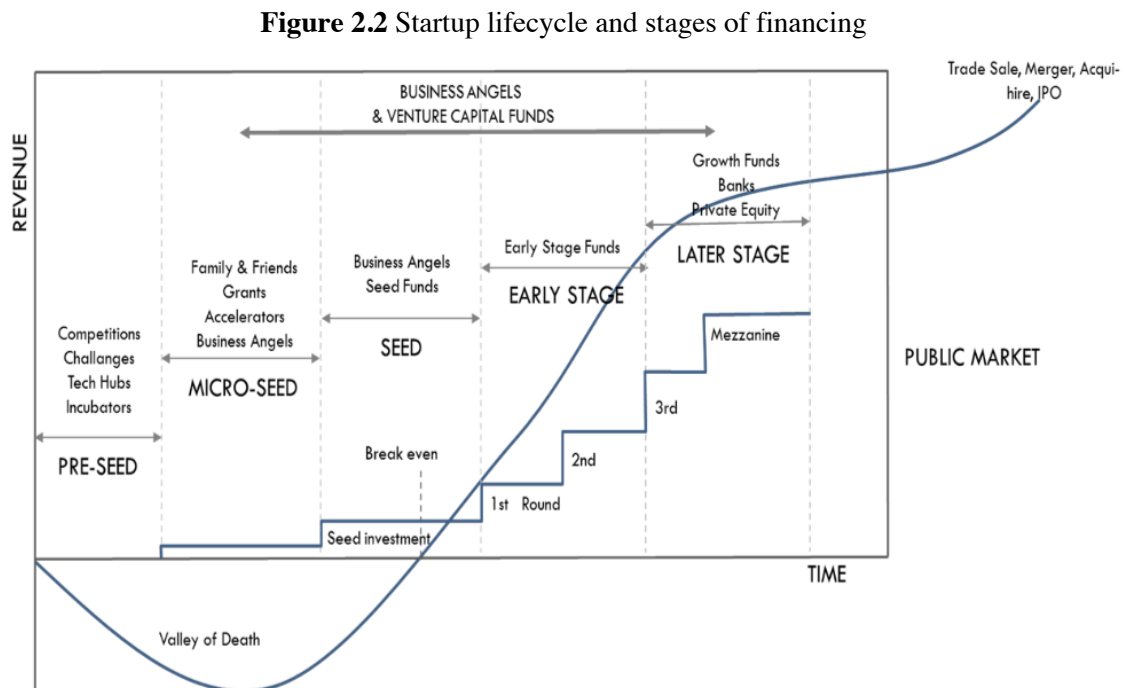 Figure 2.2 Startup lifecycle and stages of financing
Trade Sale, Merger, Acqui-
hire, IPO
BUSINESS ANGELS
& VENTURE CAPITAL FUNDS
REVENUE
Growth Funds
Banks
Private Equity
LATER STAGE
Early Stage Funds
EARLY STAGE
Business Angels
Seed Funds
SEED
Family & Friends
Grants
Accelerators
Business Angels
MICRO-SEED
Competitions
Challanges
Tech Hubs
Incubators
PRE-SEED
Mezzanine
PUBLIC MARKET
3rd
2nd
Break even
1st Round
Seed investment
TIME
Valley of Death